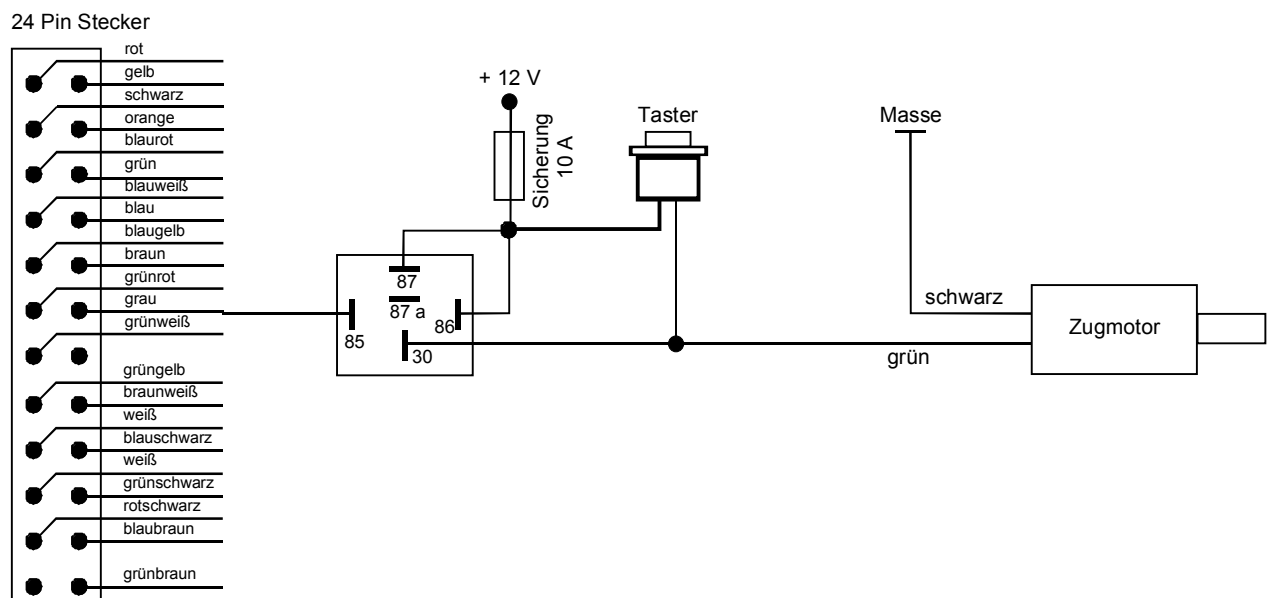 24 Pin Stecker
rot
gelb
schwarz
orange
blaurot
grün
blauweiß
blau
blaugelb
braun
grünrot
grau
grünweiß
grüngelb
braunweiß
weiß
blauschwarz
weiß
grünschwarz
rotschwarz
blaubraun
grünbraun
+ 12 V
Sicherung
10 A
Taster
Masse
87
87 a
86
85
30
schwarz
grün
Zugmotor